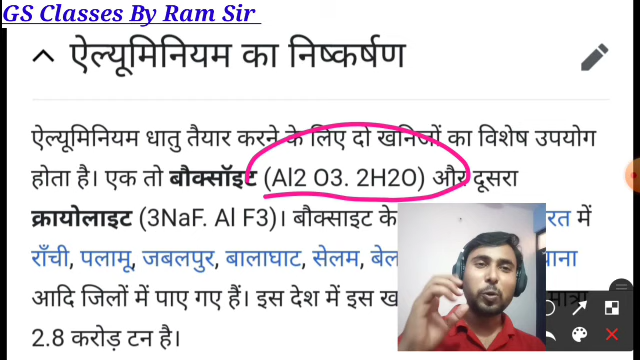 GS Classes By Ram Sir
ऐल्यूमिनियम का निष्कर्षण
ऐल्यूमिनियम धातु तैयार करने के लिए दो खनिजों का विशेष उपयोग
होता है। एक तो बौक्सॉइट (Al2 O3. 2H2O) और दूसरा
क्रायोलाइट (3NaF. Al F3)। बौक्साइट के में
राँची, पलामू, जबलपुर, बालाघाट, सेलम,
आदि जिलों में पाए गए हैं। इस देश में इस मात्रा
2.8 करोड़ टन है।